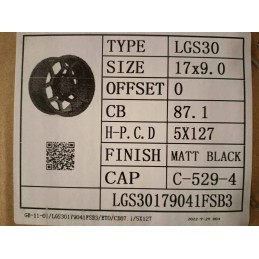 TYPE LGS30
SIZE 17x9.0
OFFSET 0
CB 87.1
H-P.C.D 5X127
FINISH MATT BLACK
CAP C-529-4
LGS30179041FSB3